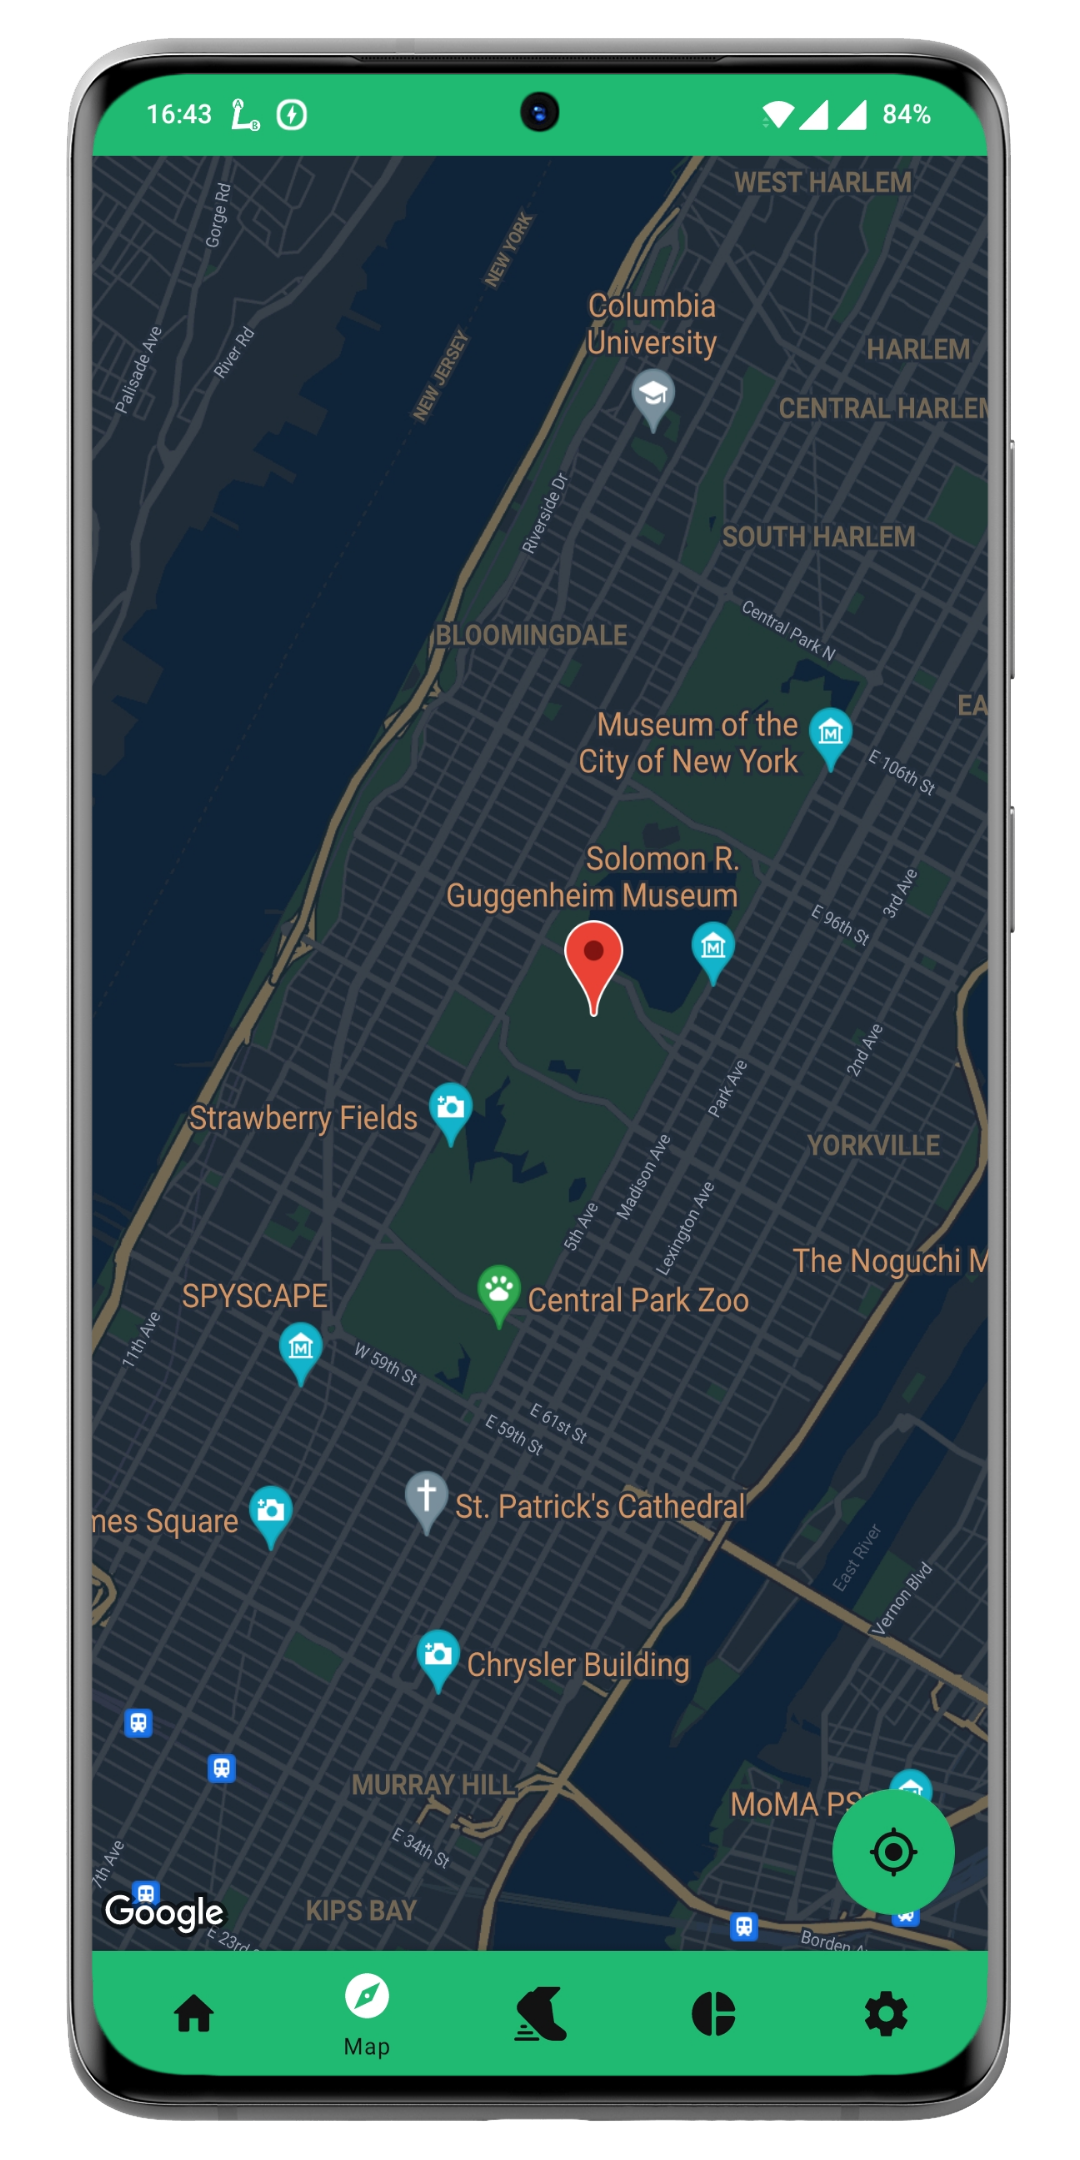 16:43
84%
WEST HARLEM
Gorge Rd
NEW YORK
NEW JERSEY
Palisade Ave
River Rd
Columbia
University
HARLEM
CENTRAL HARLEM
Riverside Dr
SOUTH HARLEM
Central Park N
BLOOMINGDALE
EA
Museum of the
City of New York
E 106th St
Solomon R.
Guggenheim Museum
3rd Ave
E 96th St
2nd Ave
Park Ave
Strawberry Fields
YORKVILLE
Madison Ave
Lexington Ave
5th Ave
The Noguchi M
SPYSCAPE
Central Park Zoo
11th Ave
W 59th St
E 61st St
E 59th St
St. Patrick's Cathedral
mes Square
East River
Vernon Blvd
Chrysler Building
MURRAY HILL
MoMA PS
E 34th St
7th Ave
KIPS BAY
Google
E 23rd
Borden A
Map